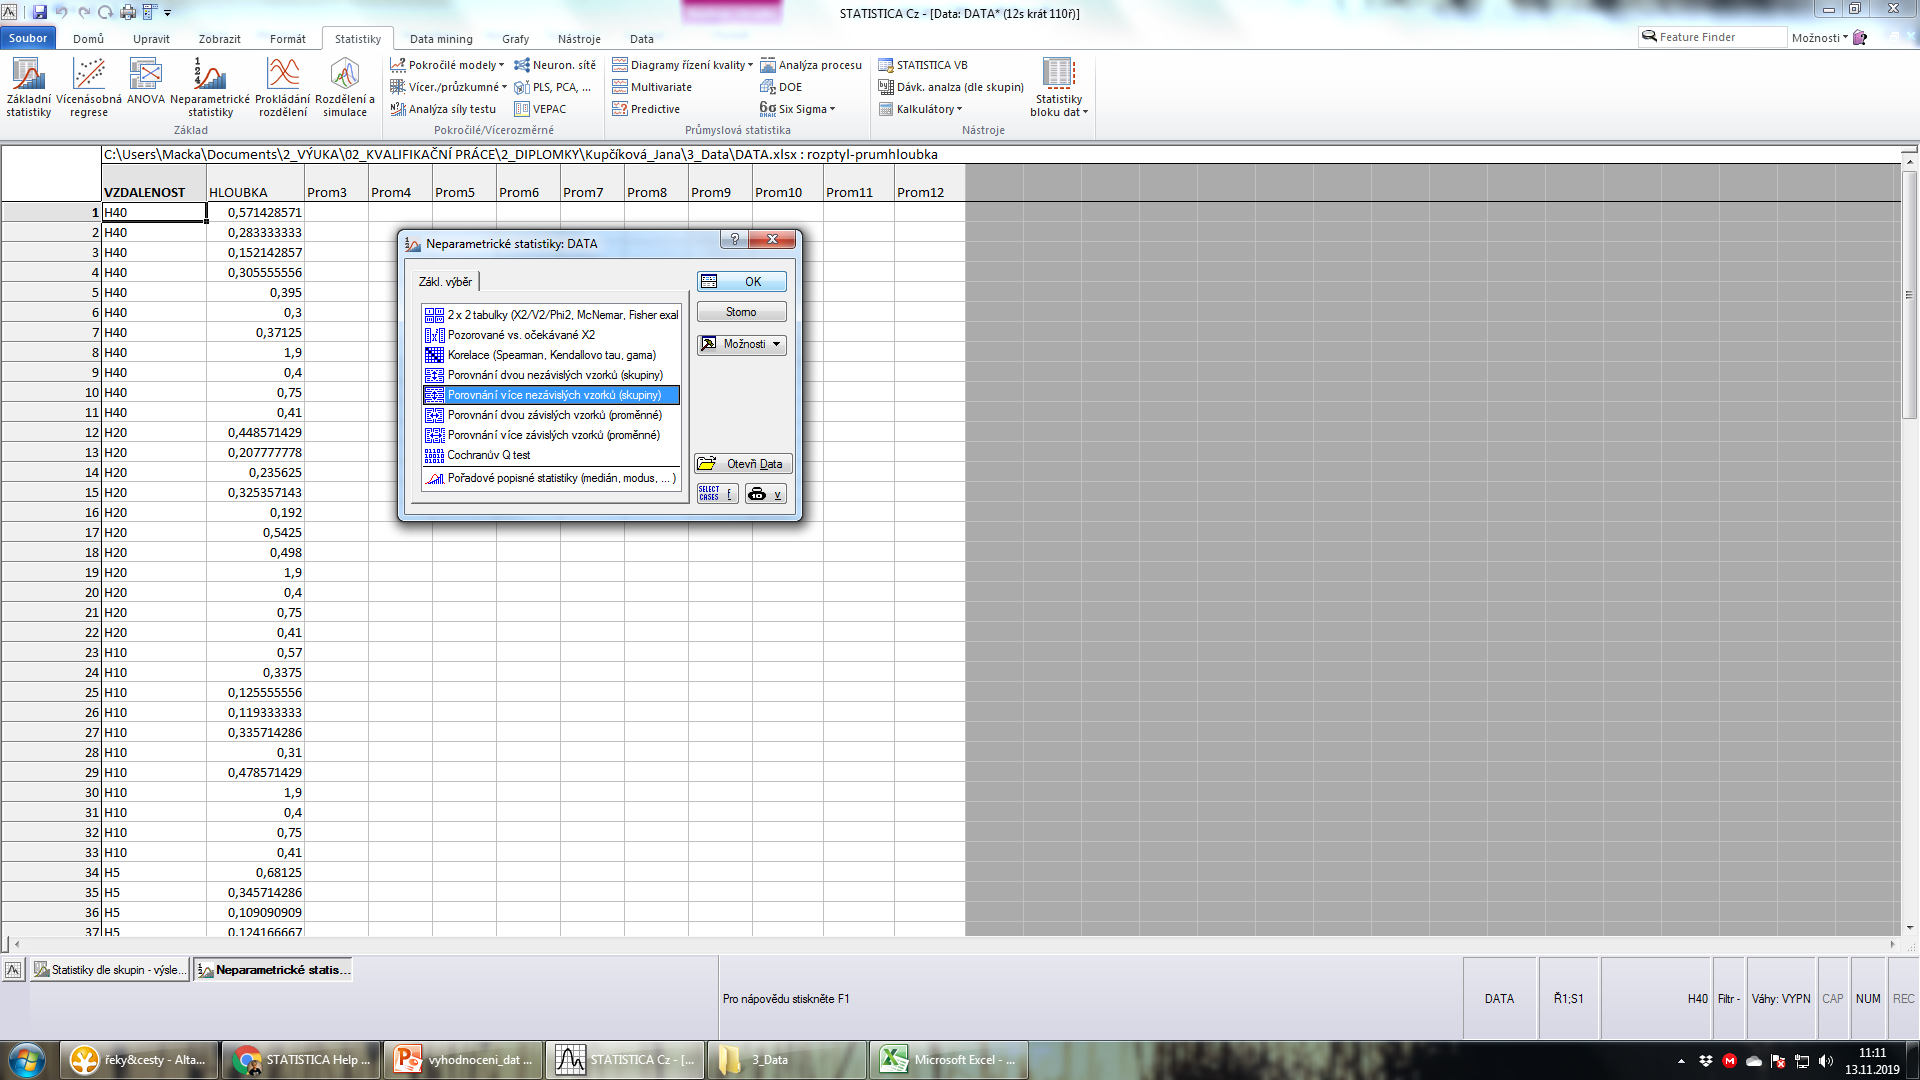 STATISTICA Cz - [Data: DATA* (12s krát 110ř)]
Soubor Domů Upravit Zobrazit Formát Statistiky Data mining Grafy Nástroje Data Feature Finder Možnosti
Základní statistiky
Vícenásobná regrese
ANOVA
Neparametrické statistiky
Prokládání rozdělení
Rozdělení a simulace
Základ
Pokročilé modely Neuron. sítě
Vícer./průzkumné PLS, PCA, ...
Analýza síly testu VEPAC
Pokročilé/Vícerozměrné
Diagramy řízení kvality Analýza procesu
Multivariate DOE
Predictive Six Sigma
Průmyslová statistika
STATISTICA VB
Dávk. analza (dle skupin)
Kalkulátory
Statistiky bloku dat
Nástroje
C:\Users\Macka\Documents\2_VÝUKA\02_KVALIFIKAČNÍ PRÁCE\2_DIPLOMKY\Kupčíková_Jana\3_Data\DATA.xlsx : rozptyl-prumhloubka
VZDALENOST HLOUBKA Prom3 Prom4 Prom5 Prom6 Prom7 Prom8 Prom9 Prom10 Prom11 Prom12
1 H40 0,571428571
2 H40 0,283333333
3 H40 0,152142857
4 H40 0,305555556
5 H40 0,395
6 H40 0,3
7 H40 0,37125
8 H40 1,9
9 H40 0,4
10 H40 0,75
11 H40 0,41
12 H20 0,448571429
13 H20 0,207777778
14 H20 0,235625
15 H20 0,325357143
16 H20 0,192
17 H20 0,5425
18 H20 0,498
19 H20 1,9
20 H20 0,4
21 H20 0,75
22 H20 0,41
23 H10 0,57
24 H10 0,3375
25 H10 0,125555556
26 H10 0,119333333
27 H10 0,335714286
28 H10 0,31
29 H10 0,478571429
30 H10 1,9
31 H10 0,4
32 H10 0,75
33 H10 0,41
34 H5 0,68125
35 H5 0,345714286
36 H5 0,109090909
37 H5 0,124166667
Neparametrické statistiky: DATA
Zákl. výběr
2 x 2 tabulky (X2/V2/Phi2, McNemar, Fisher exal
Pozorované vs. očekávané X2
Korelace (Spearman, Kendallovo tau, gama)
Porovnání dvou nezávislých vzorků (skupiny)
Porovnání více nezávislých vzorků (skupiny)
Porovnání dvou závislých vzorků (proměnné)
Porovnání více závislých vzorků (proměnné)
Cochranův Q test
Pořadové popisné statistiky (medián, modus, ... )
OK
Storno
Možnosti
Otevři Data
SELECT CASES
Statistiky dle skupin - výsle... Neparametrické statis...
Pro nápovědu stiskněte F1 DATA Ř1;S1 H40 Filtr - Váhy: VYPN CAP NUM REC
řeky&cesty - Alta... STATISTICA Help ... vyhodnoceni_dat ... STATISTICA Cz - [... 3_Data Microsoft Excel - ...
11:11
13.11.2019